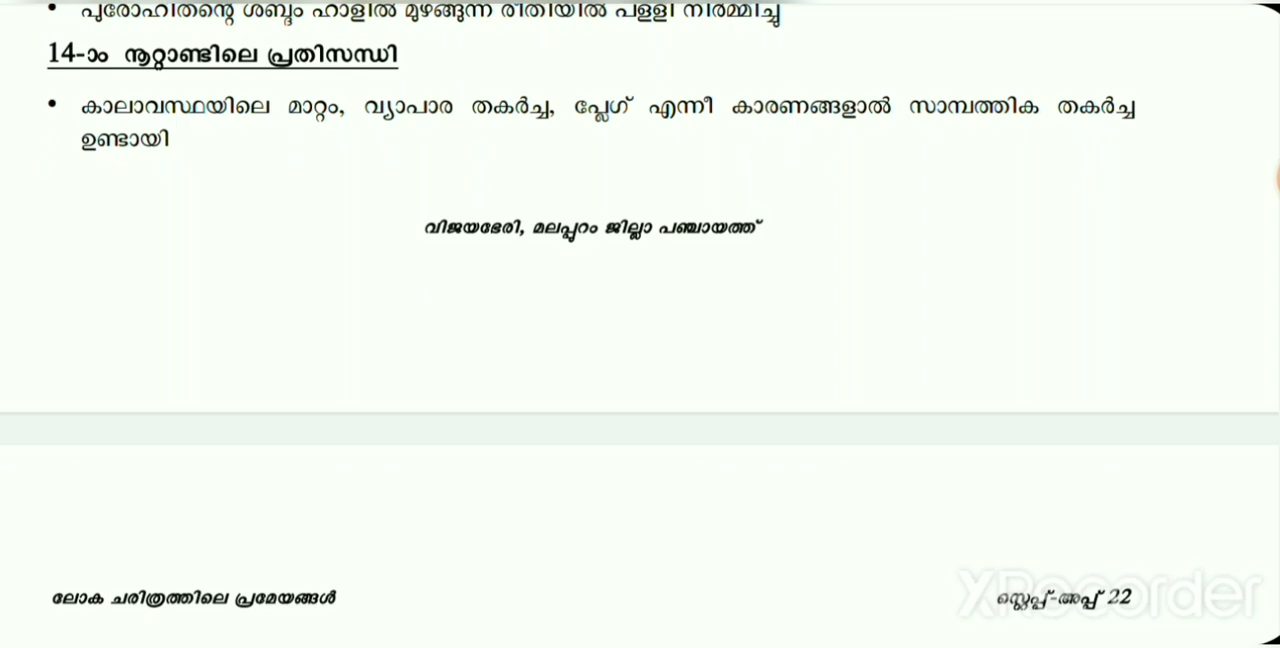 • പുരോഹിതന്റെ ശബ്ദം ഹാളിൽ മുഴങ്ങുന്ന രീതിയിൽ പള്ളി നിർമ്മിച്ചു
14-ാം നൂറ്റാണ്ടിലെ പ്രതിസന്ധി
• കാലാവസ്ഥയിലെ മാറ്റം, വ്യാപാര തകർച്ച, പ്ലേഗ് എന്നീ കാരണങ്ങളാൽ സാമ്പത്തിക തകർച്ച
ഉണ്ടായി
വിജയഭേരി, മലപ്പുറം ജില്ലാ പഞ്ചായത്ത്
ലോക ചരിത്രത്തിലെ പ്രമേയങ്ങൾ
സ്റ്റെപ്പ്-അപ്പ് 22
XRecorder